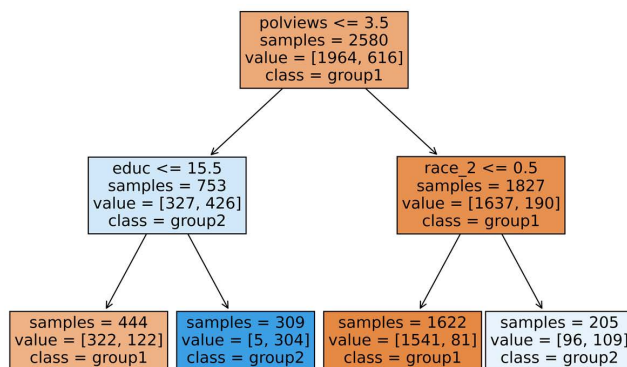 polviews <= 3.5
samples = 2580
value = [1964, 616]
class = group1
educ <= 15.5
samples = 753
value = [327, 426]
class = group2
race_2 <= 0.5
samples = 1827
value = [1637, 190]
class = group1
samples = 444
value = [322, 122]
class = group1
samples = 309
value = [5, 304]
class = group2
samples = 1622
value = [1541, 81]
class = group1
samples = 205
value = [96, 109]
class = group2